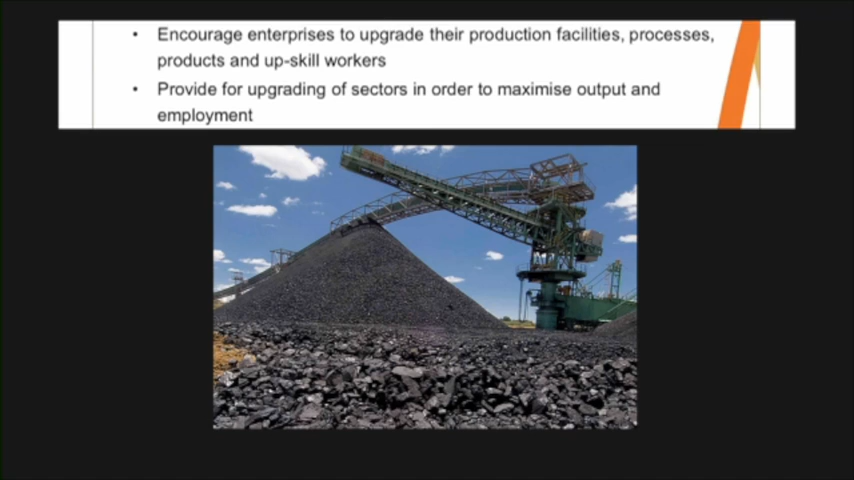 • Encourage enterprises to upgrade their production facilities, processes,
products and up-skill workers
• Provide for upgrading of sectors in order to maximise output and
employment